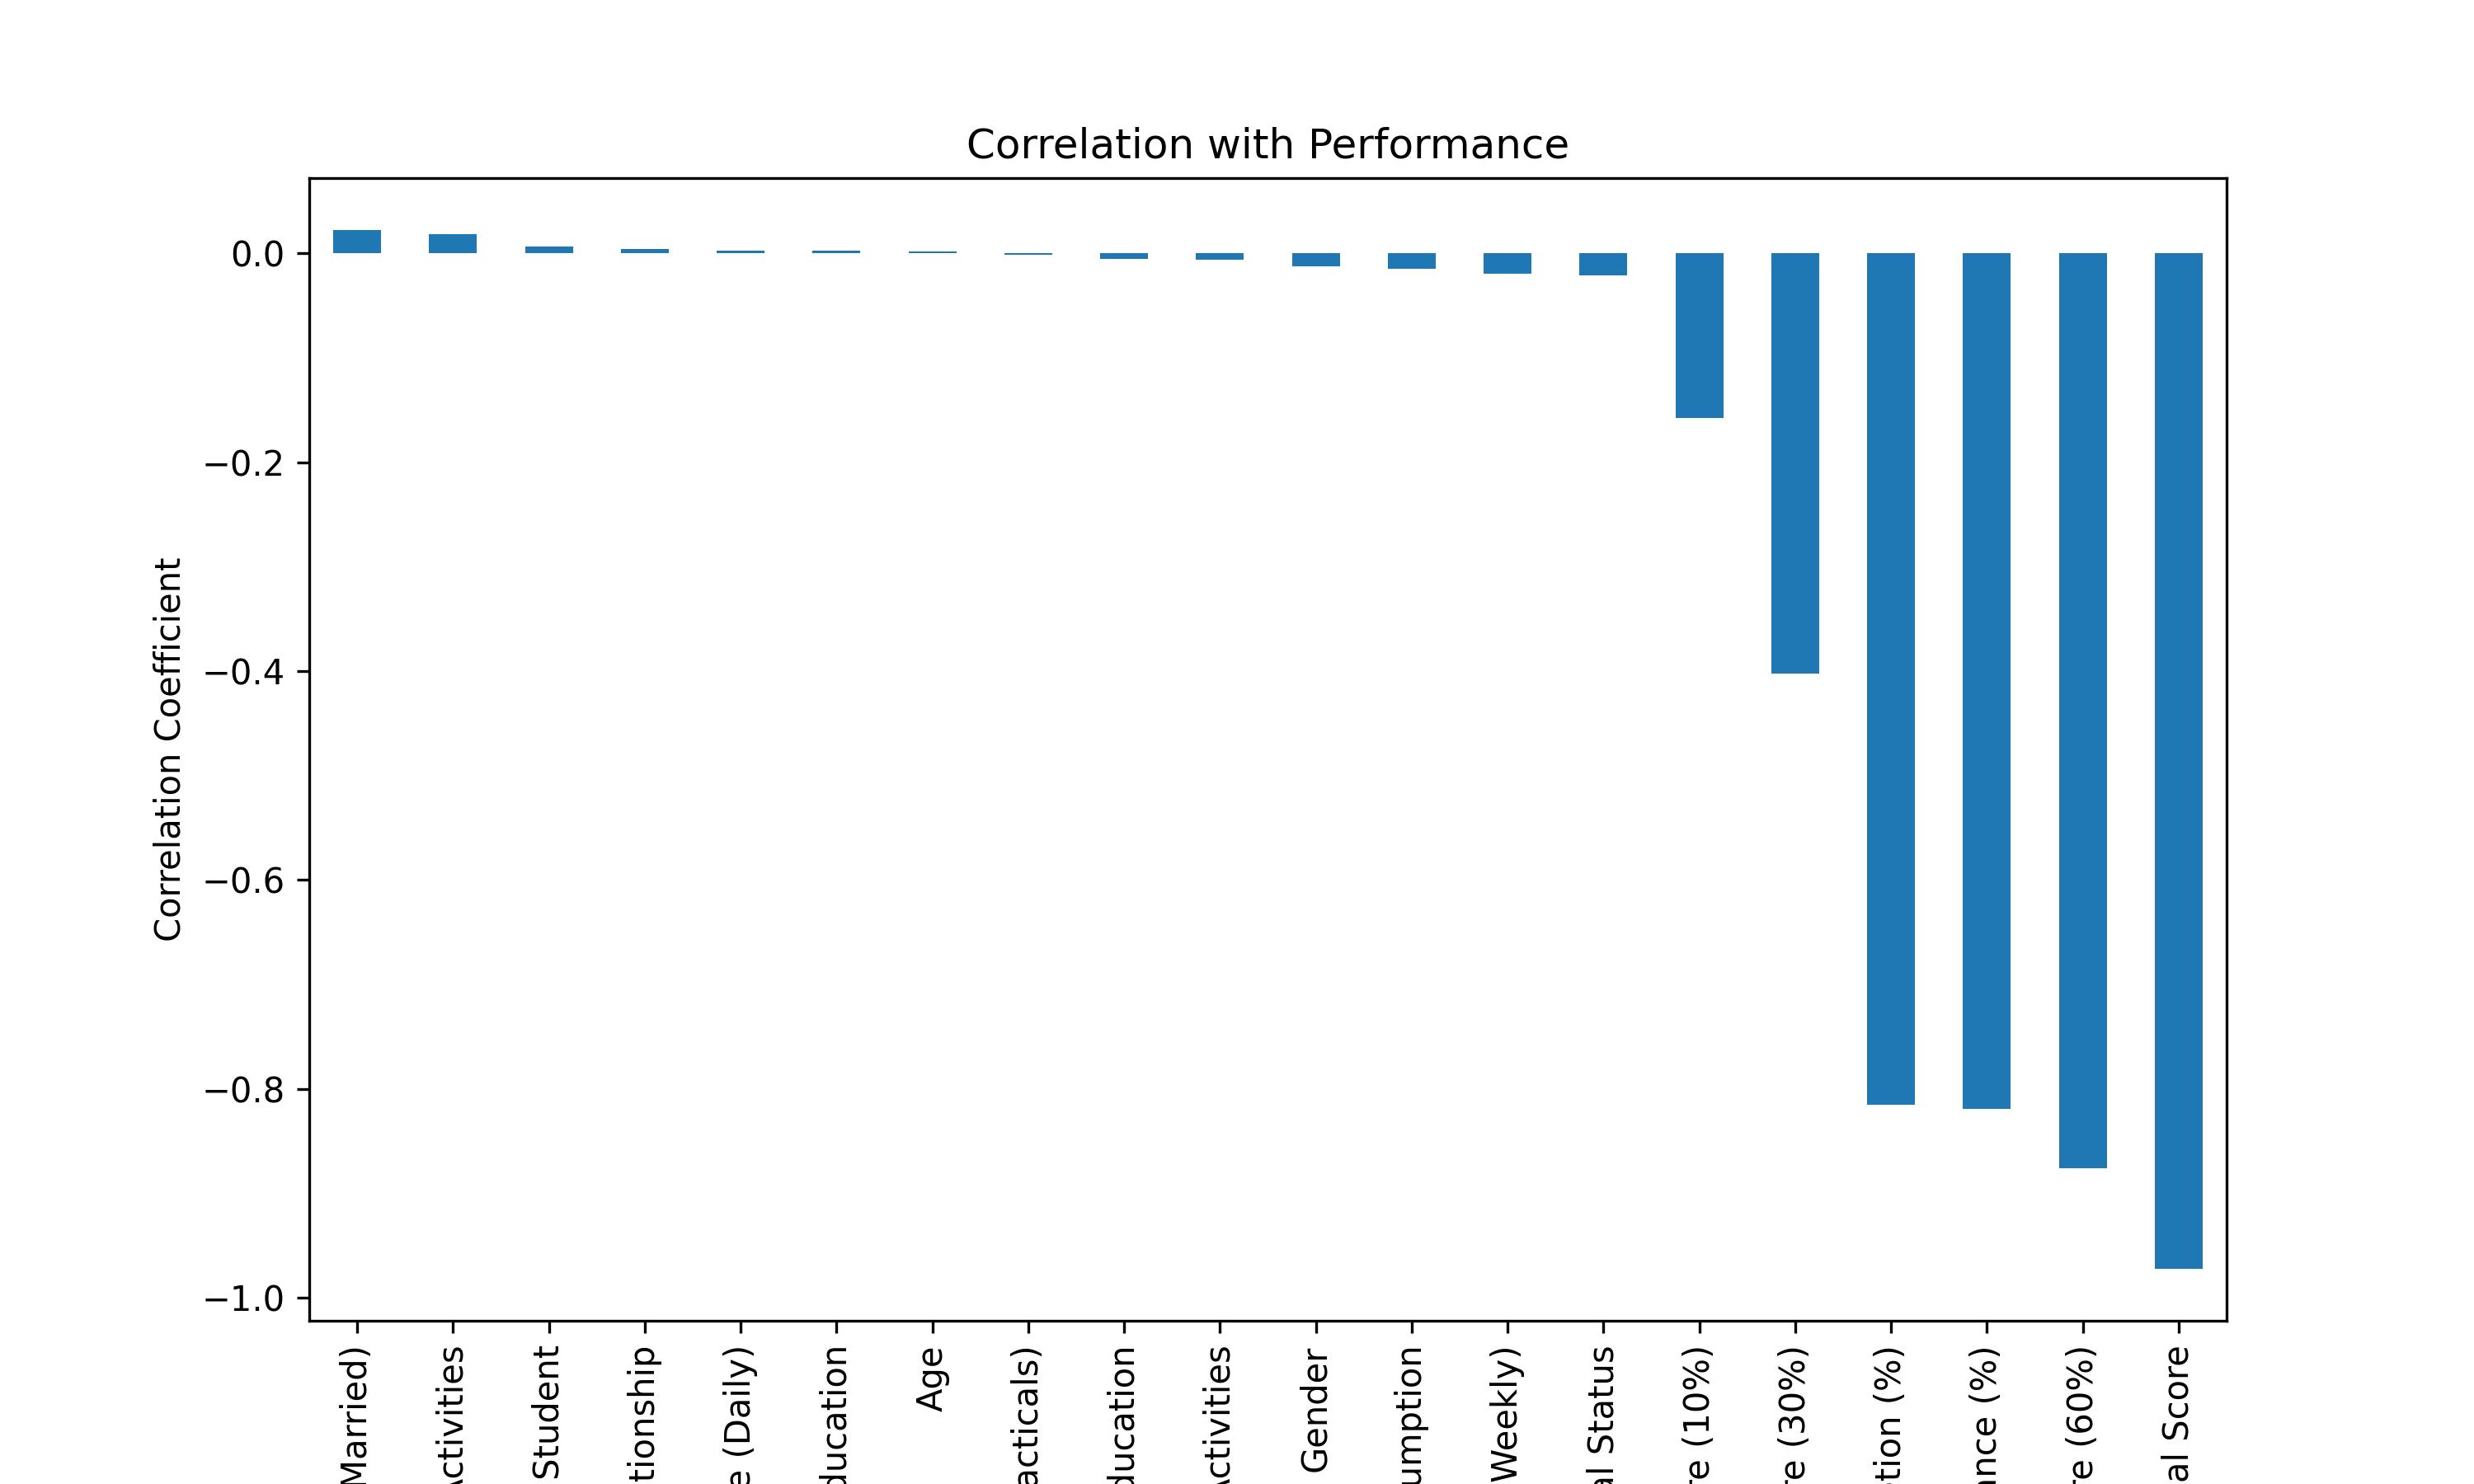 Correlation with Performance
Correlation Coefficient
0.0
−0.2
−0.4
−0.6
−0.8
−1.0
Married)
Activities
Student
tionship
e (Daily)
ducation
Age
acticals)
ducation
Activities
Gender
umption
Weekly)
al Status
re (10%)
re (30%)
tion (%)
nce (%)
re (60%)
al Score